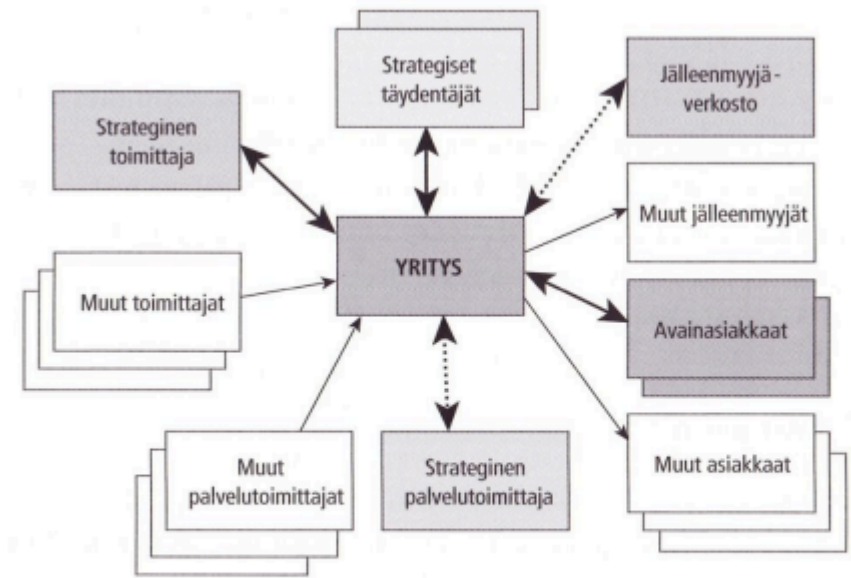 Strategiset
täydentäjät
Jälleenmyyjä-
verkosto
Strateginen
toimittaja
Muut jälleenmyyjät
YRITYS
Muut toimittajat
Avainasiakkaat
Muut
palvelutoimittajat
Strateginen
palvelutoimittaja
Muut asiakkaat